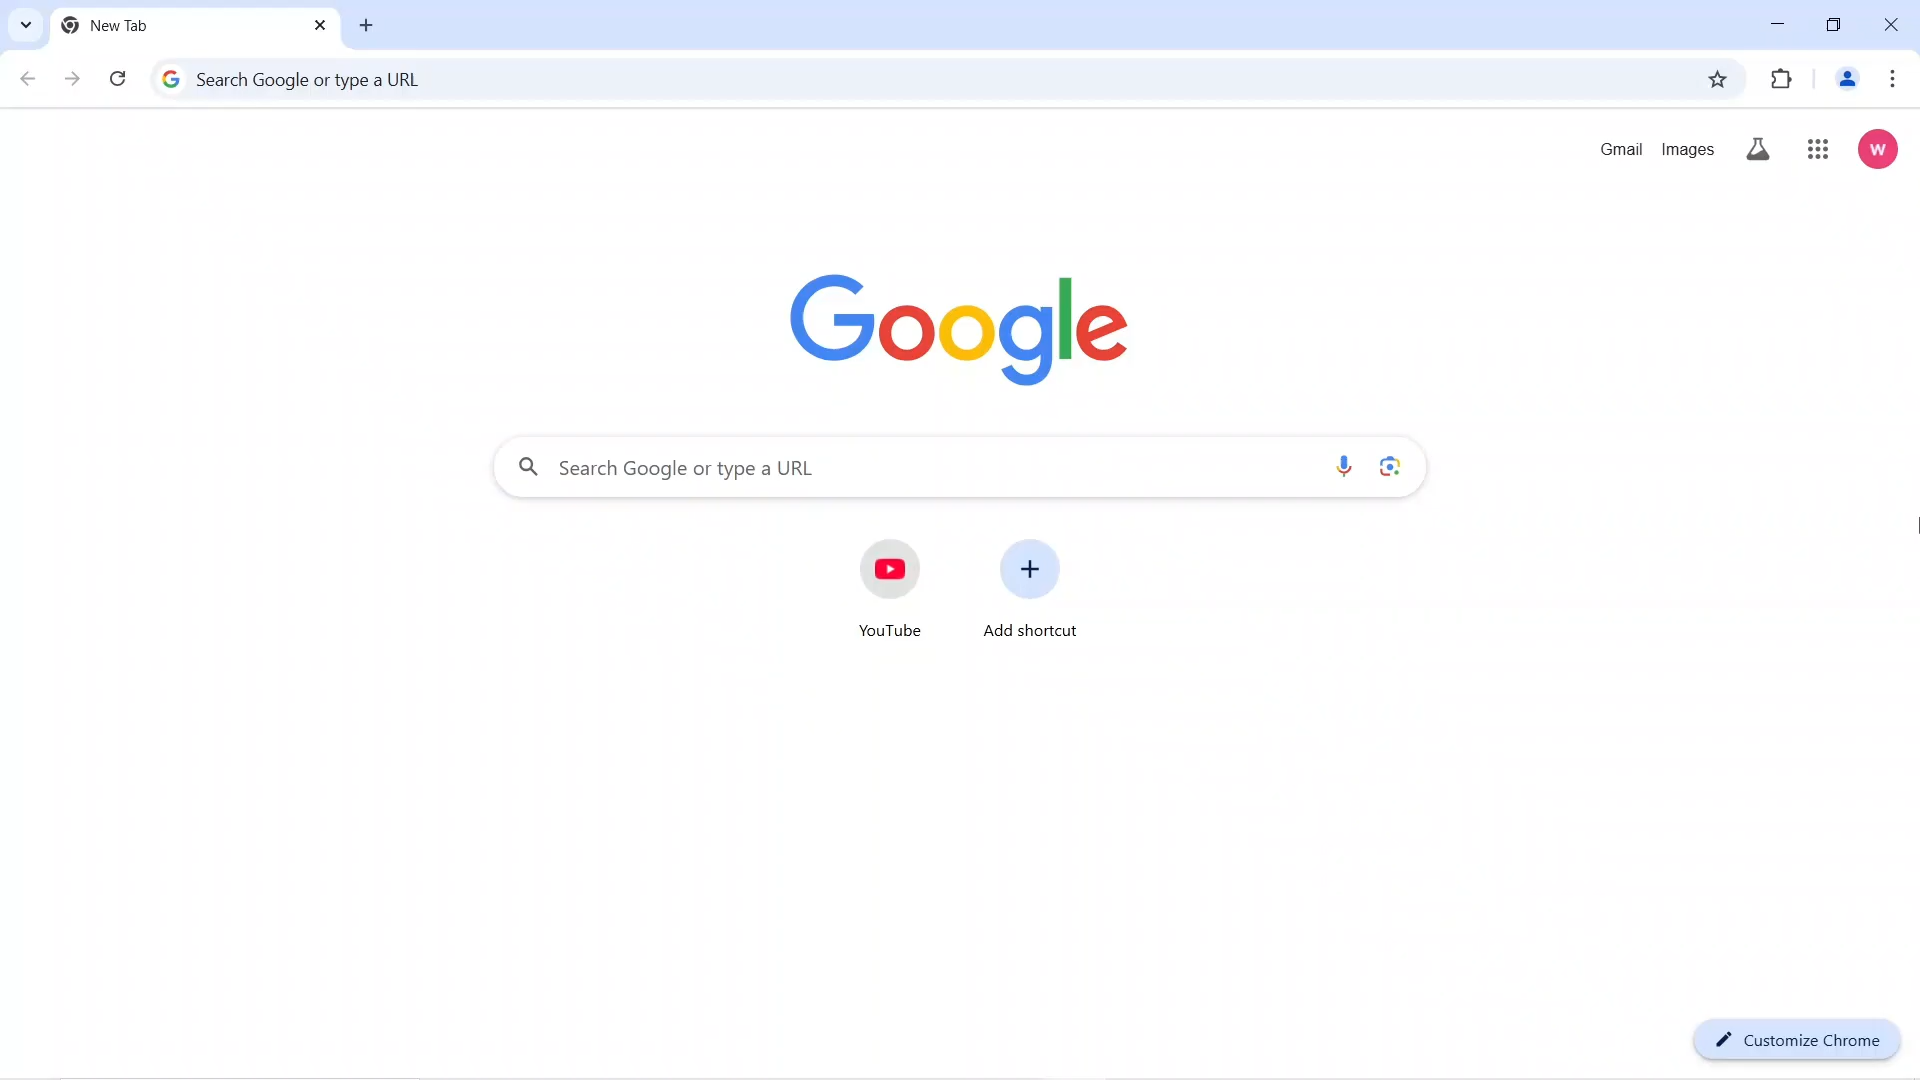 New Tab
Search Google or type a URL
Gmail Images
W
Google
Search Google or type a URL
YouTube Add shortcut
Customize Chrome